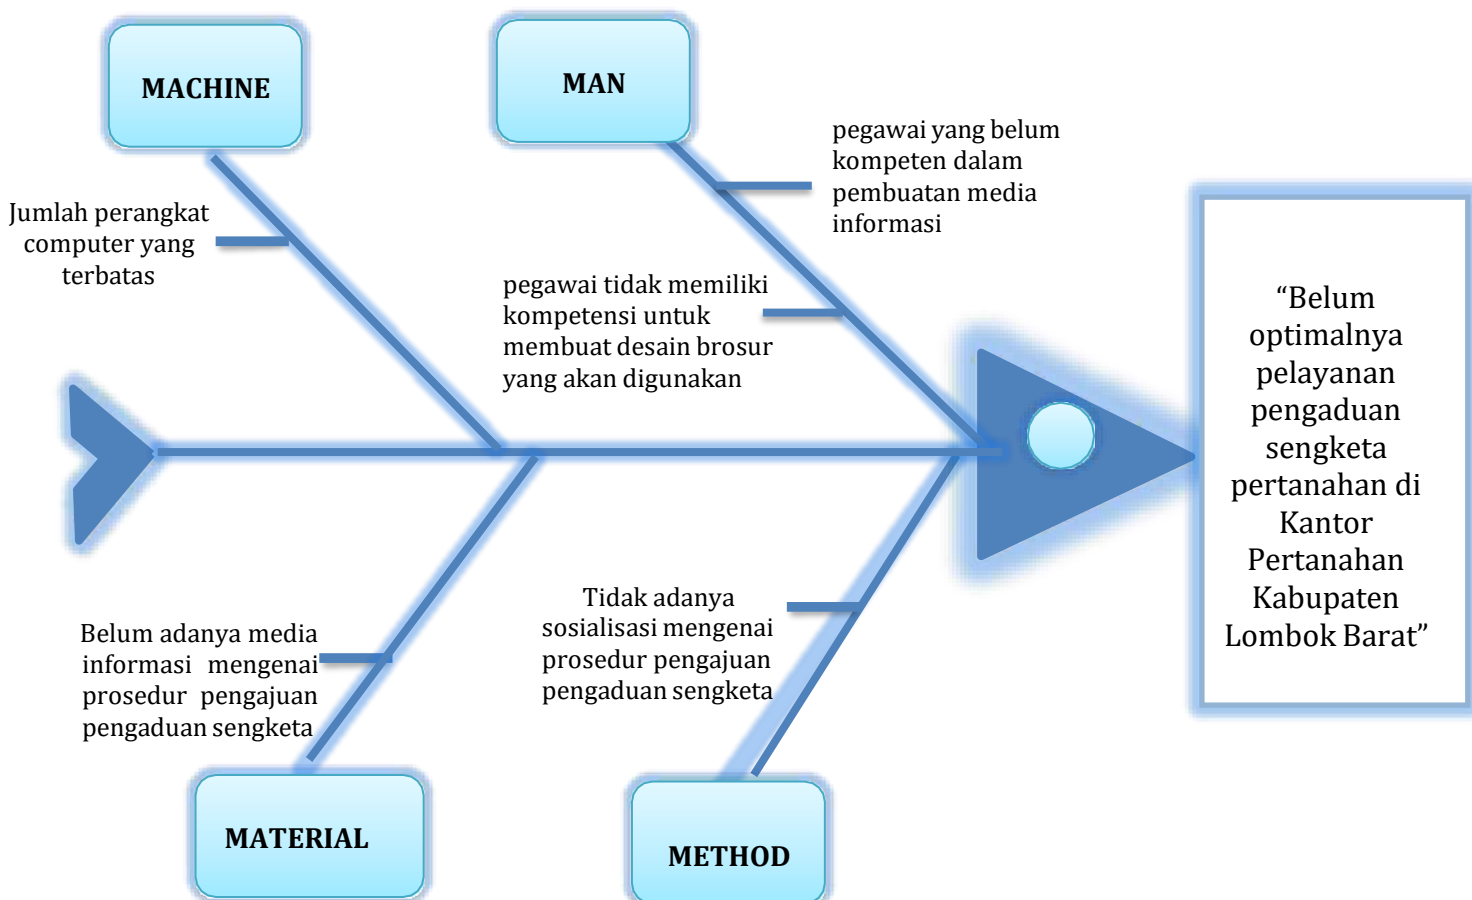 MACHINE
MAN
pegawai yang belum
kompeten dalam
pembuatan media
informasi
Jumlah perangkat
computer yang
terbatas
pegawai tidak memiliki
kompetensi untuk
membuat desain brosur
yang akan digunakan
“Belum
optimalnya
pelayanan
pengaduan
sengketa
pertanahan di
Kantor
Pertanahan
Kabupaten
Lombok Barat”
Belum adanya media
informasi mengenai
prosedur pengajuan
pengaduan sengketa
Tidak adanya
sosialisasi mengenai
prosedur pengajuan
pengaduan sengketa
MATERIAL
METHOD